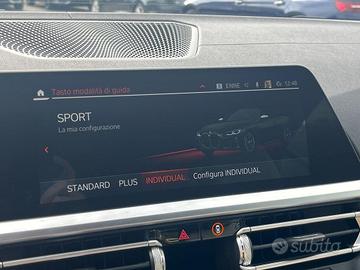 Tasto modalità di guida
ENNE
12:48
SPORT
La mia configurazione
STANDARD PLUS INDIVIDUAL Configura INDIVIDUAL
subito